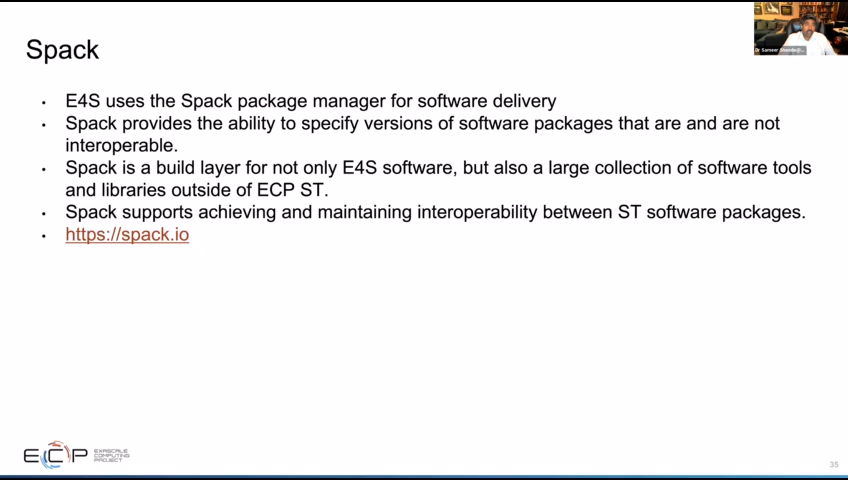 Spack
• E4S uses the Spack package manager for software delivery
• Spack provides the ability to specify versions of software packages that are and are not
interoperable.
• Spack is a build layer for not only E4S software, but also a large collection of software tools
and libraries outside of ECP ST.
• Spack supports achieving and maintaining interoperability between ST software packages.
• https://spack.io
ECP
EXASCALE
COMPUTING
PROJECT
35
Dr Sameer